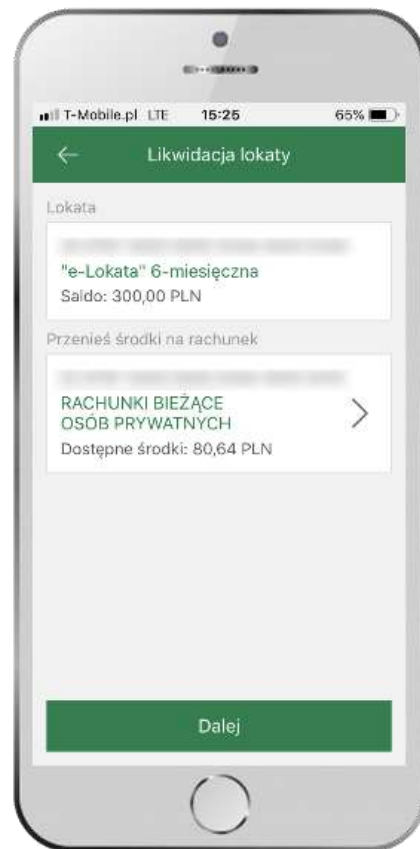 T-Mobile.pl LTE 15:25 65%
Likwidacja lokaty
Lokata
"e-Lokata" 6-miesięczna
Saldo: 300,00 PLN
Przenieś środki na rachunek
RACHUNKI BIEŻĄCE
OSÓB PRYWATNYCH
Dostępne środki: 80,64 PLN
Dalej